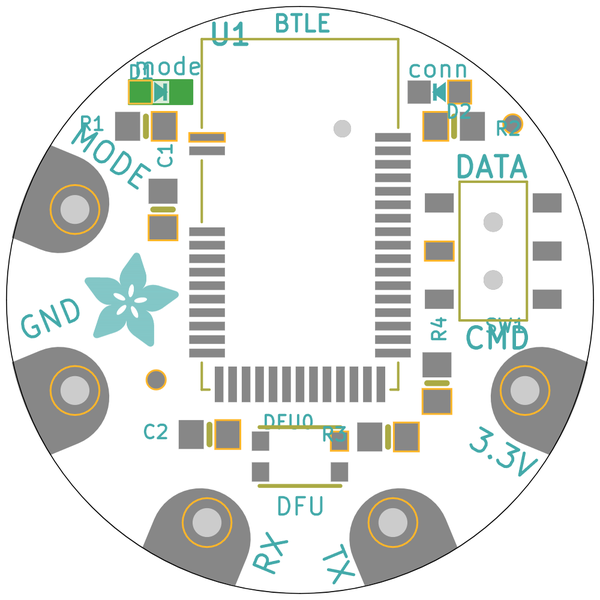 U1
BTLE
mode
D1
conn
D2
R1
R2
MODE
C1
DATA
GND
R4
SW1
CMD
DFU0
C2
R3
3.3V
DFU
RX
TX